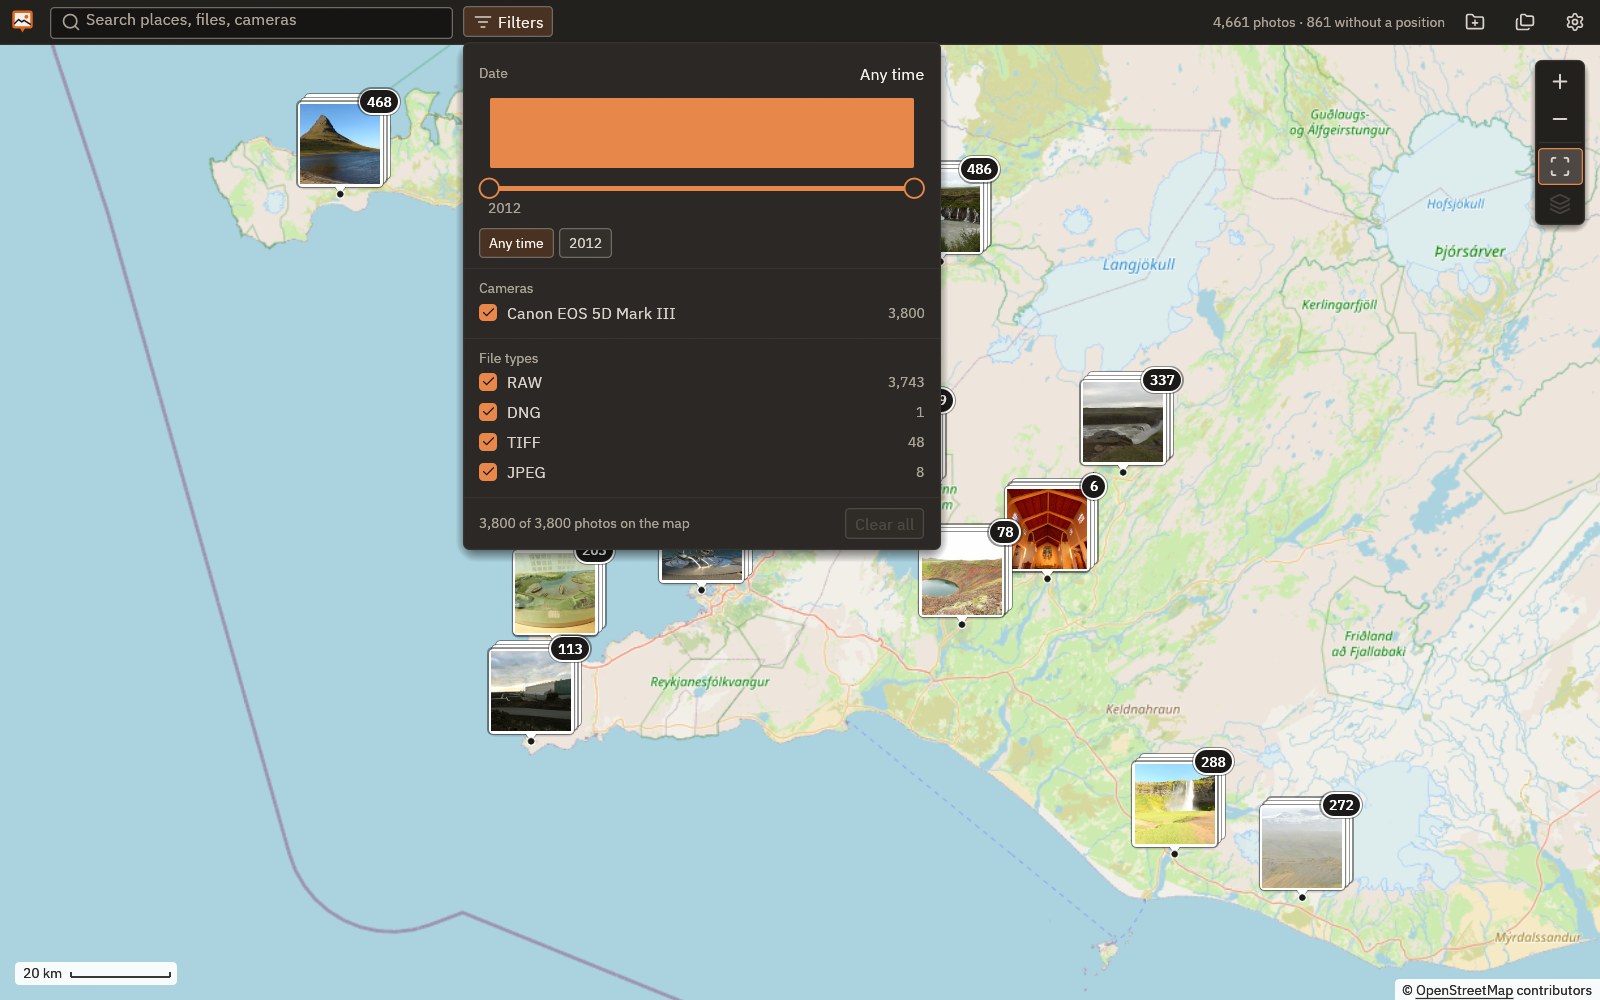 Search places, files, cameras
Filters
4,661 photos · 861 without a position
Date
Any time
2012
Any time
2012
Cameras
Canon EOS 5D Mark III
3,800
File types
RAW
3,743
DNG
1
TIFF
48
JPEG
8
3,800 of 3,800 photos on the map
Clear all
468
486
337
6
78
113
288
272
Guðlaugs-
og Álfgeirstungur
Hofsjökull
Þjórsárver
Langjökull
Kerlingarfjöll
Friðland
að Fjallabaki
Reykjanesfólkvangur
Keldnahraun
Mýrdalssandur
20 km
© OpenStreetMap contributors